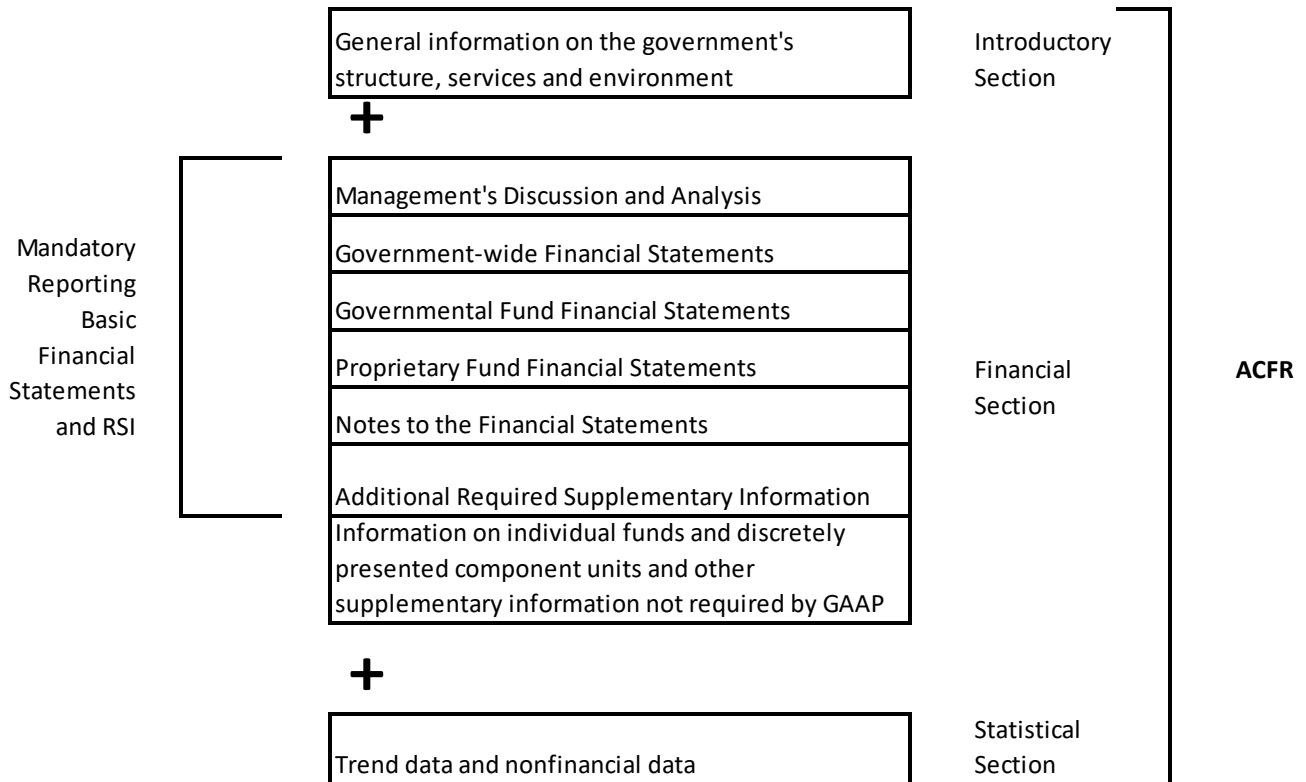 General information on the government's
structure, services and environment
Introductory
Section
+
Mandatory
Reporting
Basic
Financial
Statements
and RSI
Management's Discussion and Analysis
Government-wide Financial Statements
Governmental Fund Financial Statements
Proprietary Fund Financial Statements
Notes to the Financial Statements
Additional Required Supplementary Information
Information on individual funds and discretely
presented component units and other
supplementary information not required by GAAP
Financial
Section
ACFR
+
Trend data and nonfinancial data
Statistical
Section